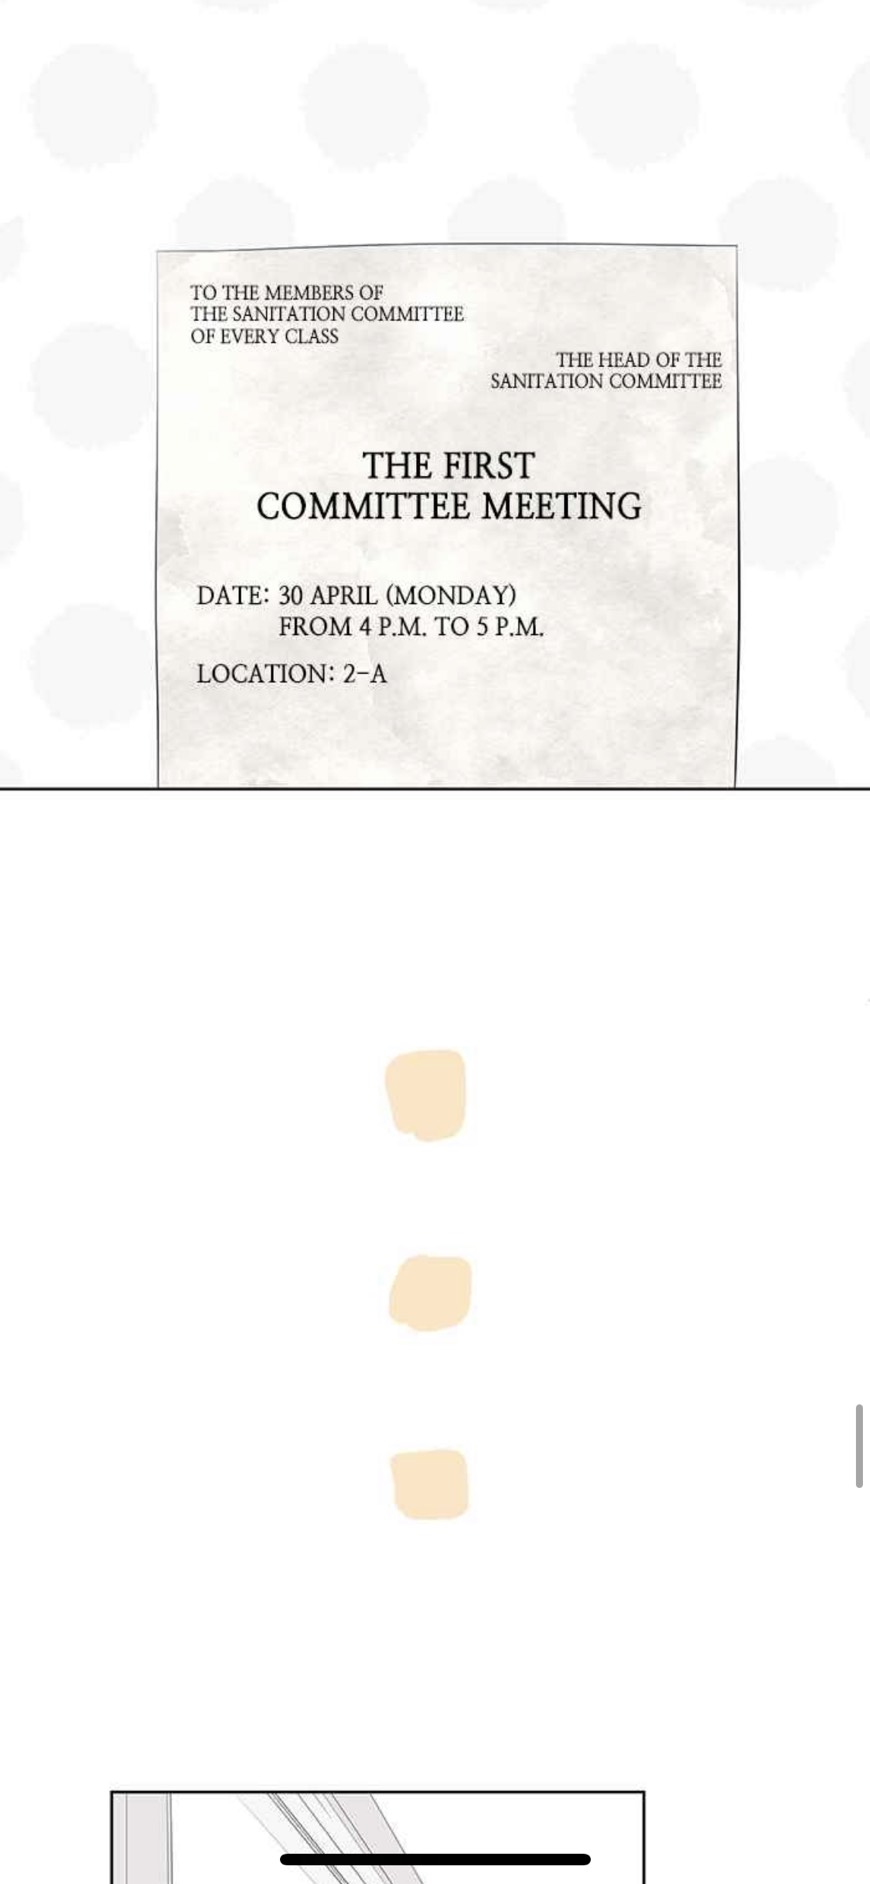 TO THE MEMBERS OF
THE SANITATION COMMITTEE
OF EVERY CLASS
THE HEAD OF THE
SANITATION COMMITTEE
THE FIRST
COMMITTEE MEETING
DATE: 30 APRIL (MONDAY)
FROM 4 P.M. TO 5 P.M.
LOCATION: 2-A